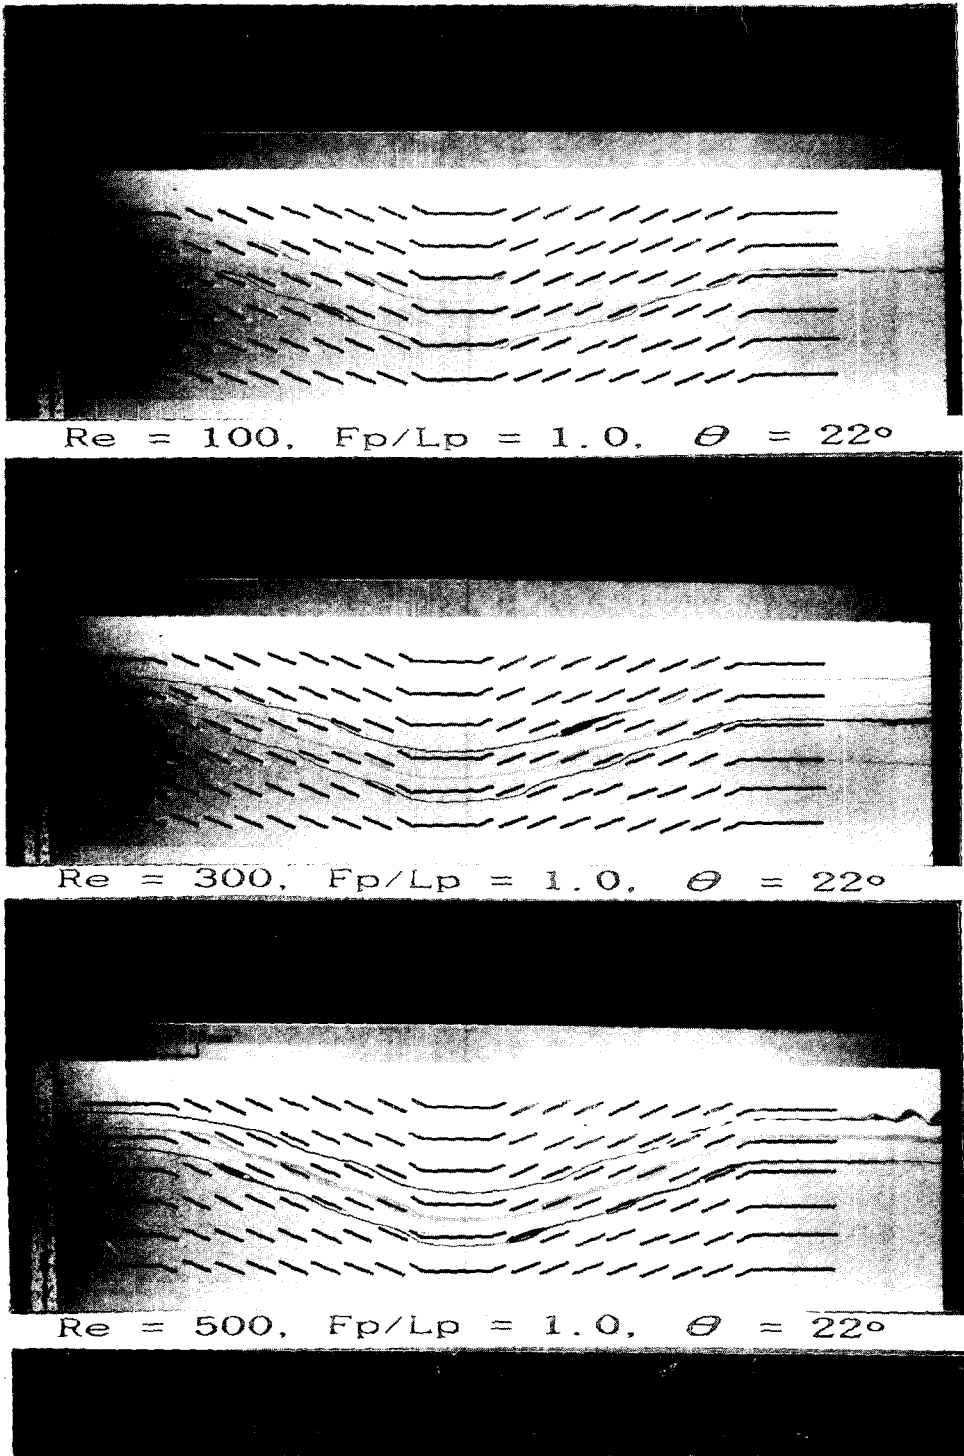 Re = 100, Fp/Lp = 1.0, θ = 22°
Re = 300, Fp/Lp = 1.0, θ = 22°
Re = 500, Fp/Lp = 1.0, θ = 22°